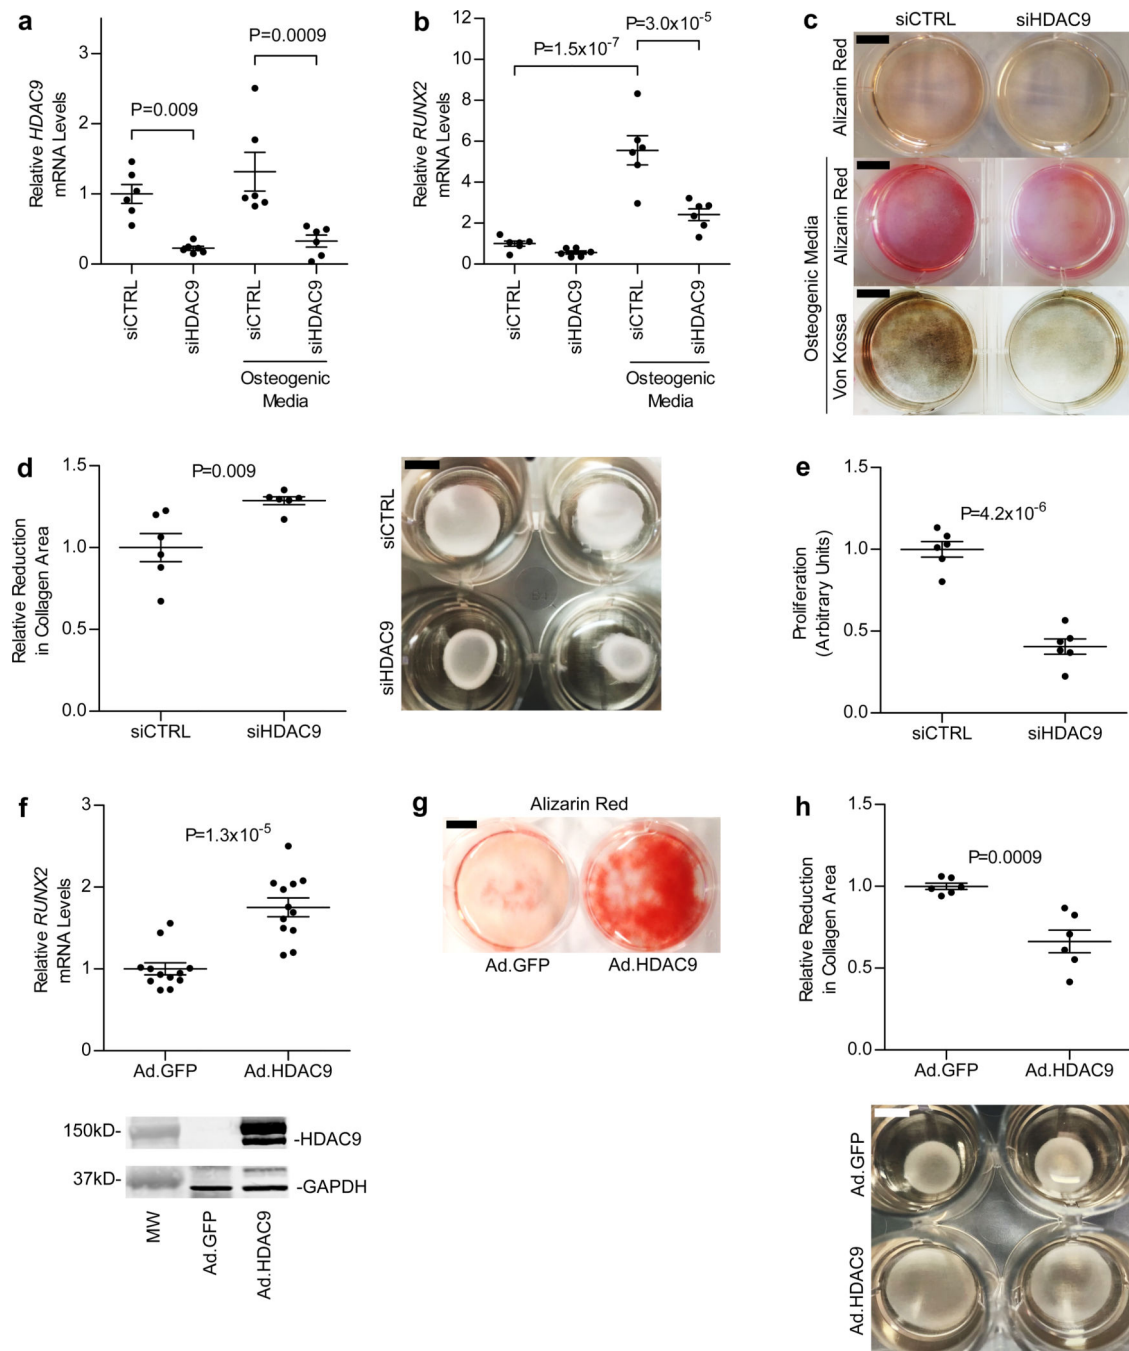 a
Relative HDAC9
mRNA Levels
3
2
1
0
P=0.009
P=0.0009
siCTRL
siHDAC9
siCTRL
siHDAC9
Osteogenic
Media
b
Relative RUNX2
mRNA Levels
12
10
8
6
4
2
0
P=1.5x10-7
P=3.0x10-5
siCTRL
siHDAC9
siCTRL
siHDAC9
Osteogenic
Media
c
siCTRL
siHDAC9
Alizarin Red
Osteogenic Media
Alizarin Red
Von Kossa
d
Relative Reduction
in Collagen Area
1.5
1.0
0.5
0.0
P=0.009
siCTRL
siHDAC9
siCTRL
siHDAC9
e
Proliferation
(Arbitrary Units)
1.5
1.0
0.5
0.0
P=4.2x10-6
siCTRL
siHDAC9
f
Relative RUNX2
mRNA Levels
3
2
1
0
P=1.3x10-5
Ad.GFP
Ad.HDAC9
150kD-
-HDAC9
37kD-
-GAPDH
MW
Ad.GFP
Ad.HDAC9
g
Alizarin Red
Ad.GFP
Ad.HDAC9
h
Relative Reduction
in Collagen Area
1.5
1.0
0.5
0.0
P=0.0009
Ad.GFP
Ad.HDAC9
Ad.GFP
Ad.HDAC9